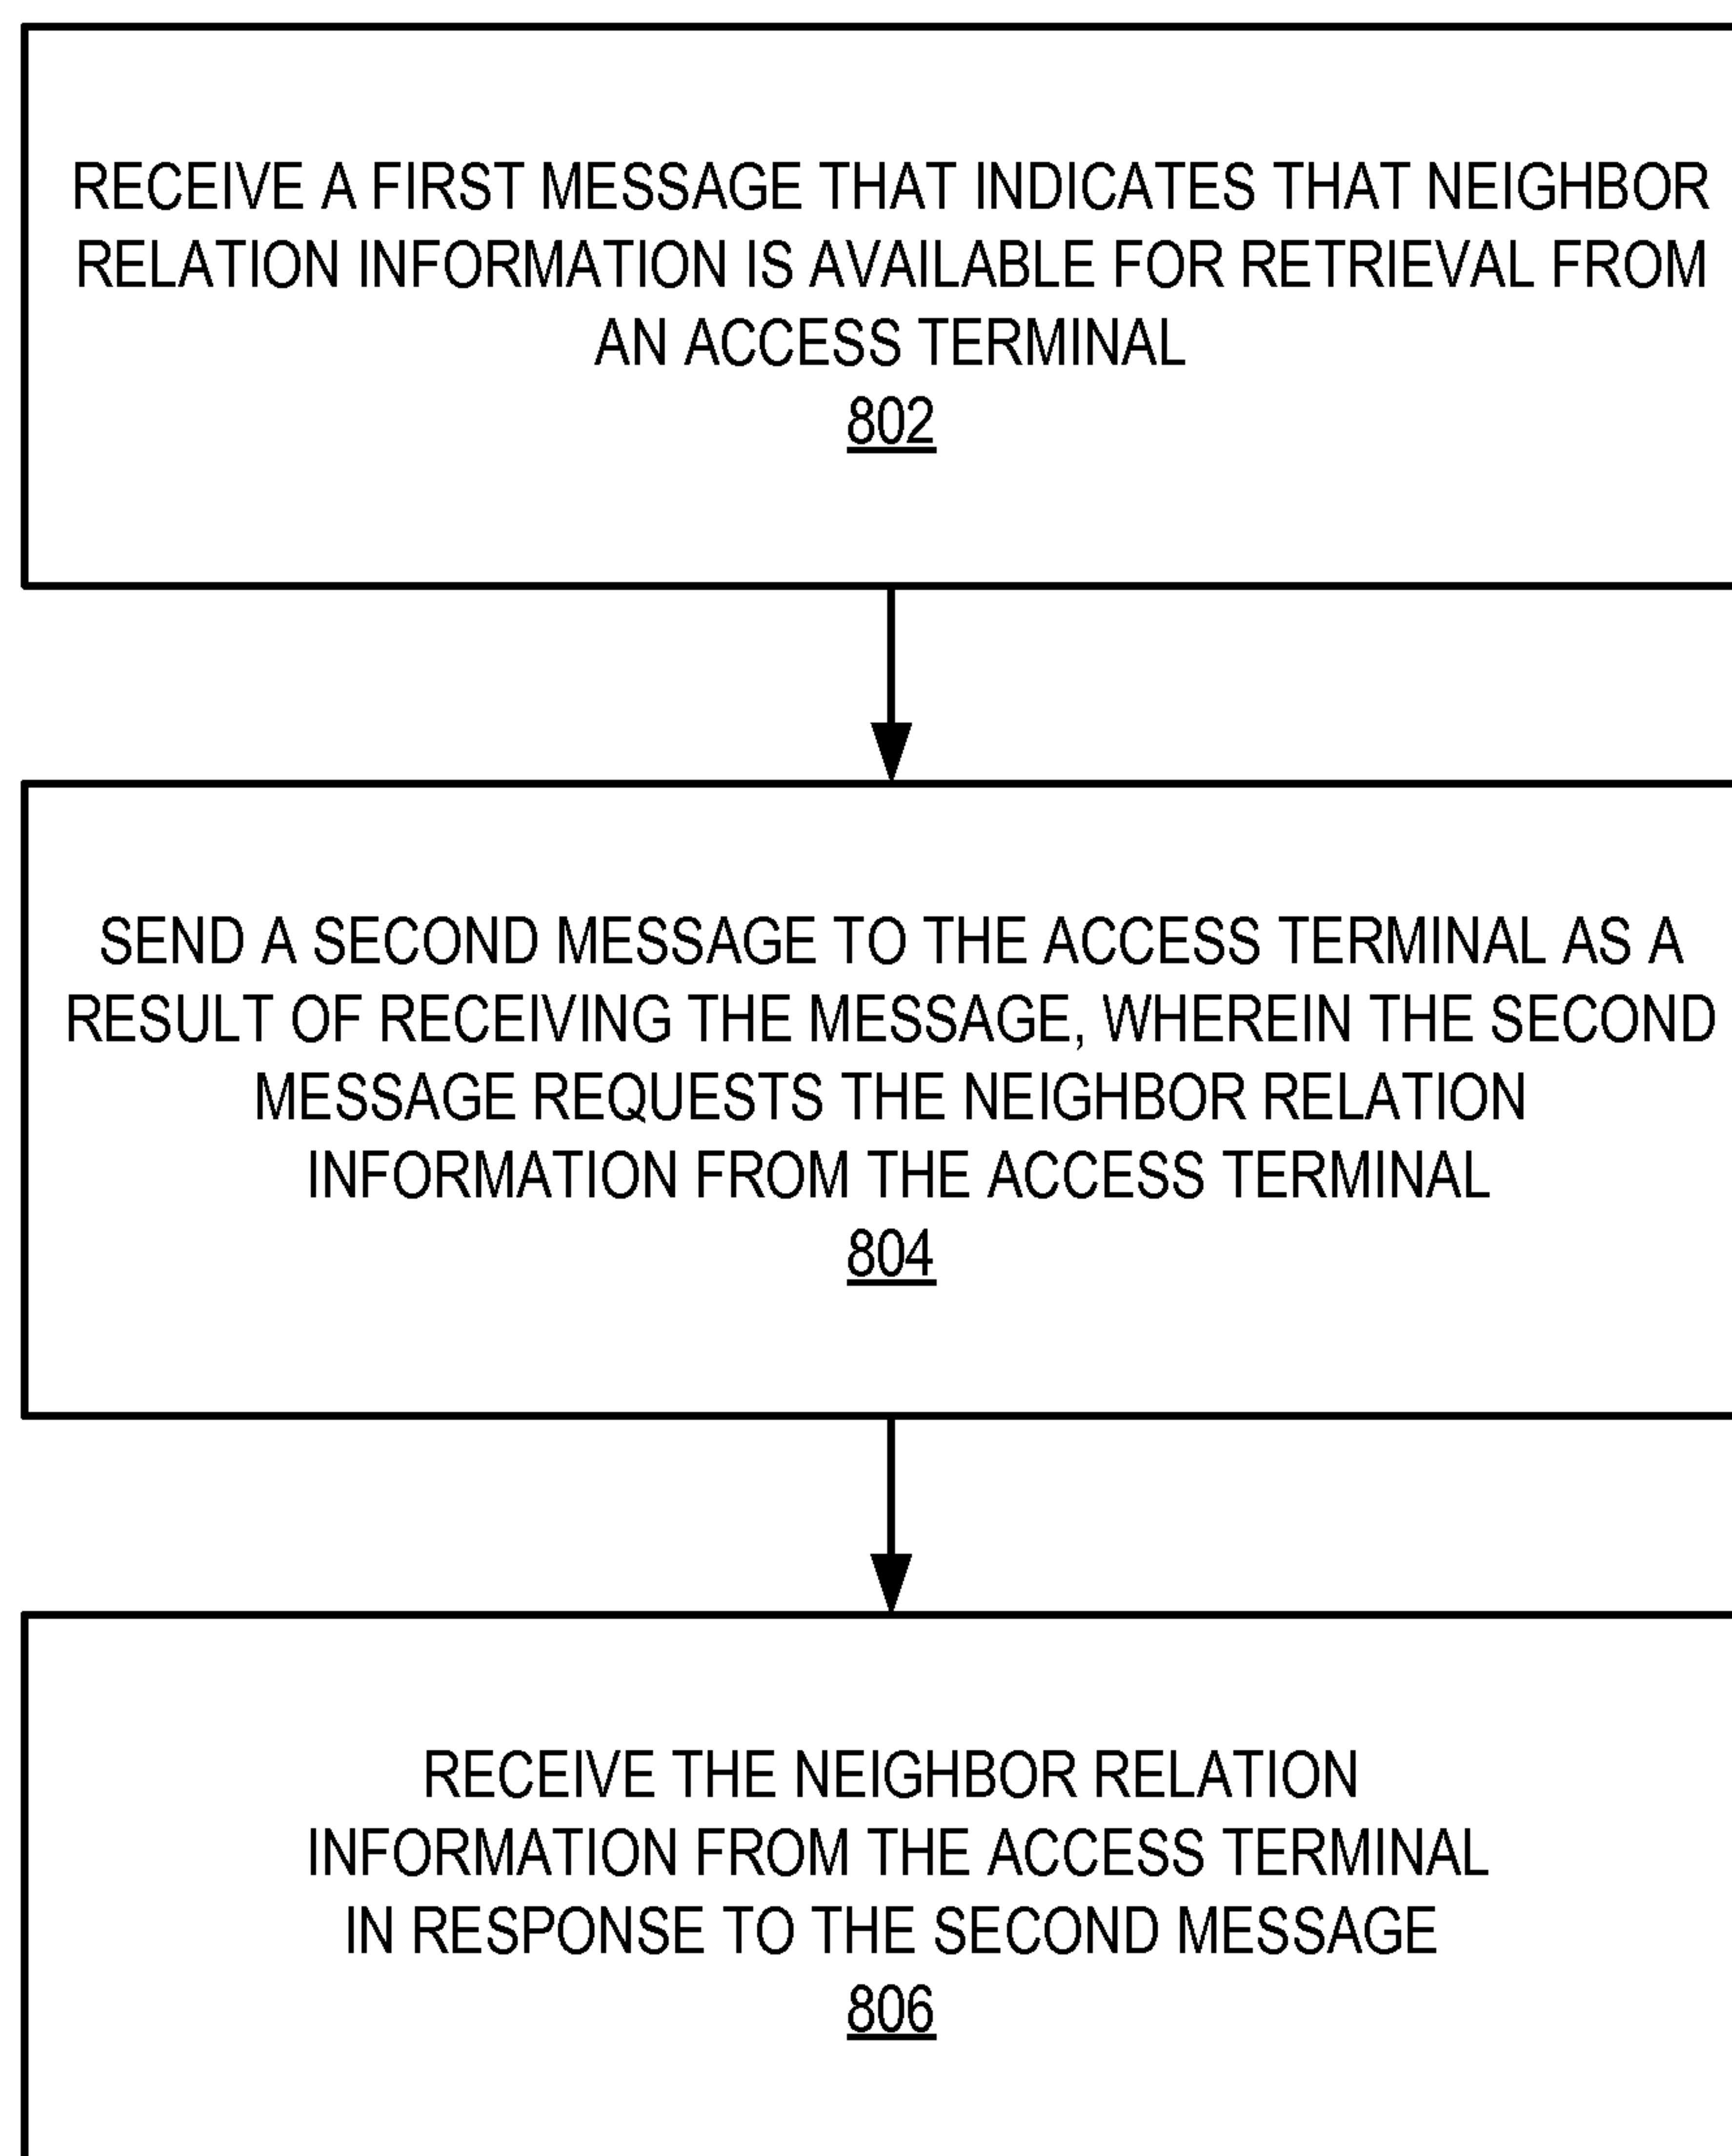 RECEIVE A FIRST MESSAGE THAT INDICATES THAT NEIGHBOR
RELATION INFORMATION IS AVAILABLE FOR RETRIEVAL FROM
AN ACCESS TERMINAL
802
SEND A SECOND MESSAGE TO THE ACCESS TERMINAL AS A
RESULT OF RECEIVING THE MESSAGE, WHEREIN THE SECOND
MESSAGE REQUESTS THE NEIGHBOR RELATION
INFORMATION FROM THE ACCESS TERMINAL
804
RECEIVE THE NEIGHBOR RELATION
INFORMATION FROM THE ACCESS TERMINAL
IN RESPONSE TO THE SECOND MESSAGE
806